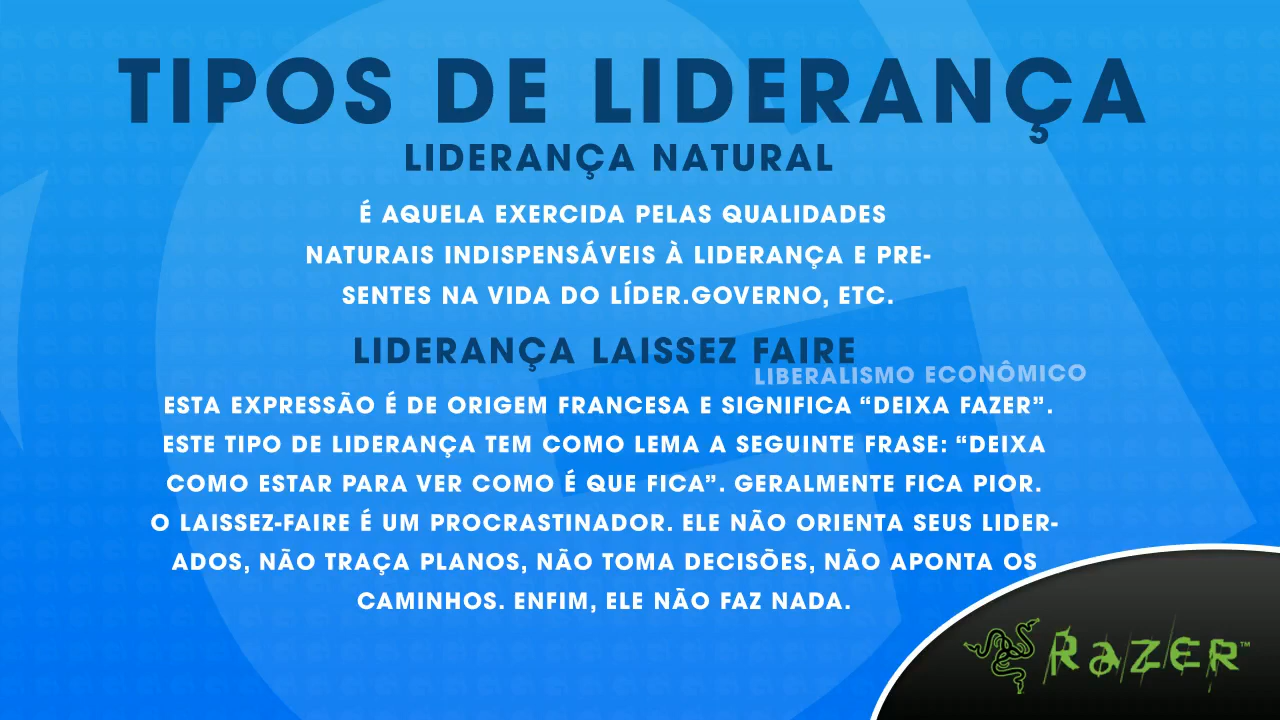 TIPOS DE LIDERANÇA
LIDERANÇA NATURAL
É AQUELA EXERCIDA PELAS QUALIDADES
NATURAIS INDISPENSÁVEIS À LIDERANÇA E PRE-
SENTES NA VIDA DO LÍDER.GOVERNO, ETC.
LIDERANÇA LAISSEZ FAIRE
LIBERALISMO ECONÔMICO
ESTA EXPRESSÃO É DE ORIGEM FRANCESA E SIGNIFICA “DEIXA FAZER”.
ESTE TIPO DE LIDERANÇA TEM COMO LEMA A SEGUINTE FRASE: “DEIXA
COMO ESTAR PARA VER COMO É QUE FICA”. GERALMENTE FICA PIOR.
O LAISSEZ-FAIRE É UM PROCRASTINADOR. ELE NÃO ORIENTA SEUS LIDER-
ADOS, NÃO TRAÇA PLANOS, NÃO TOMA DECISÕES, NÃO APONTA OS
CAMINHOS. ENFIM, ELE NÃO FAZ NADA.
RAZER™